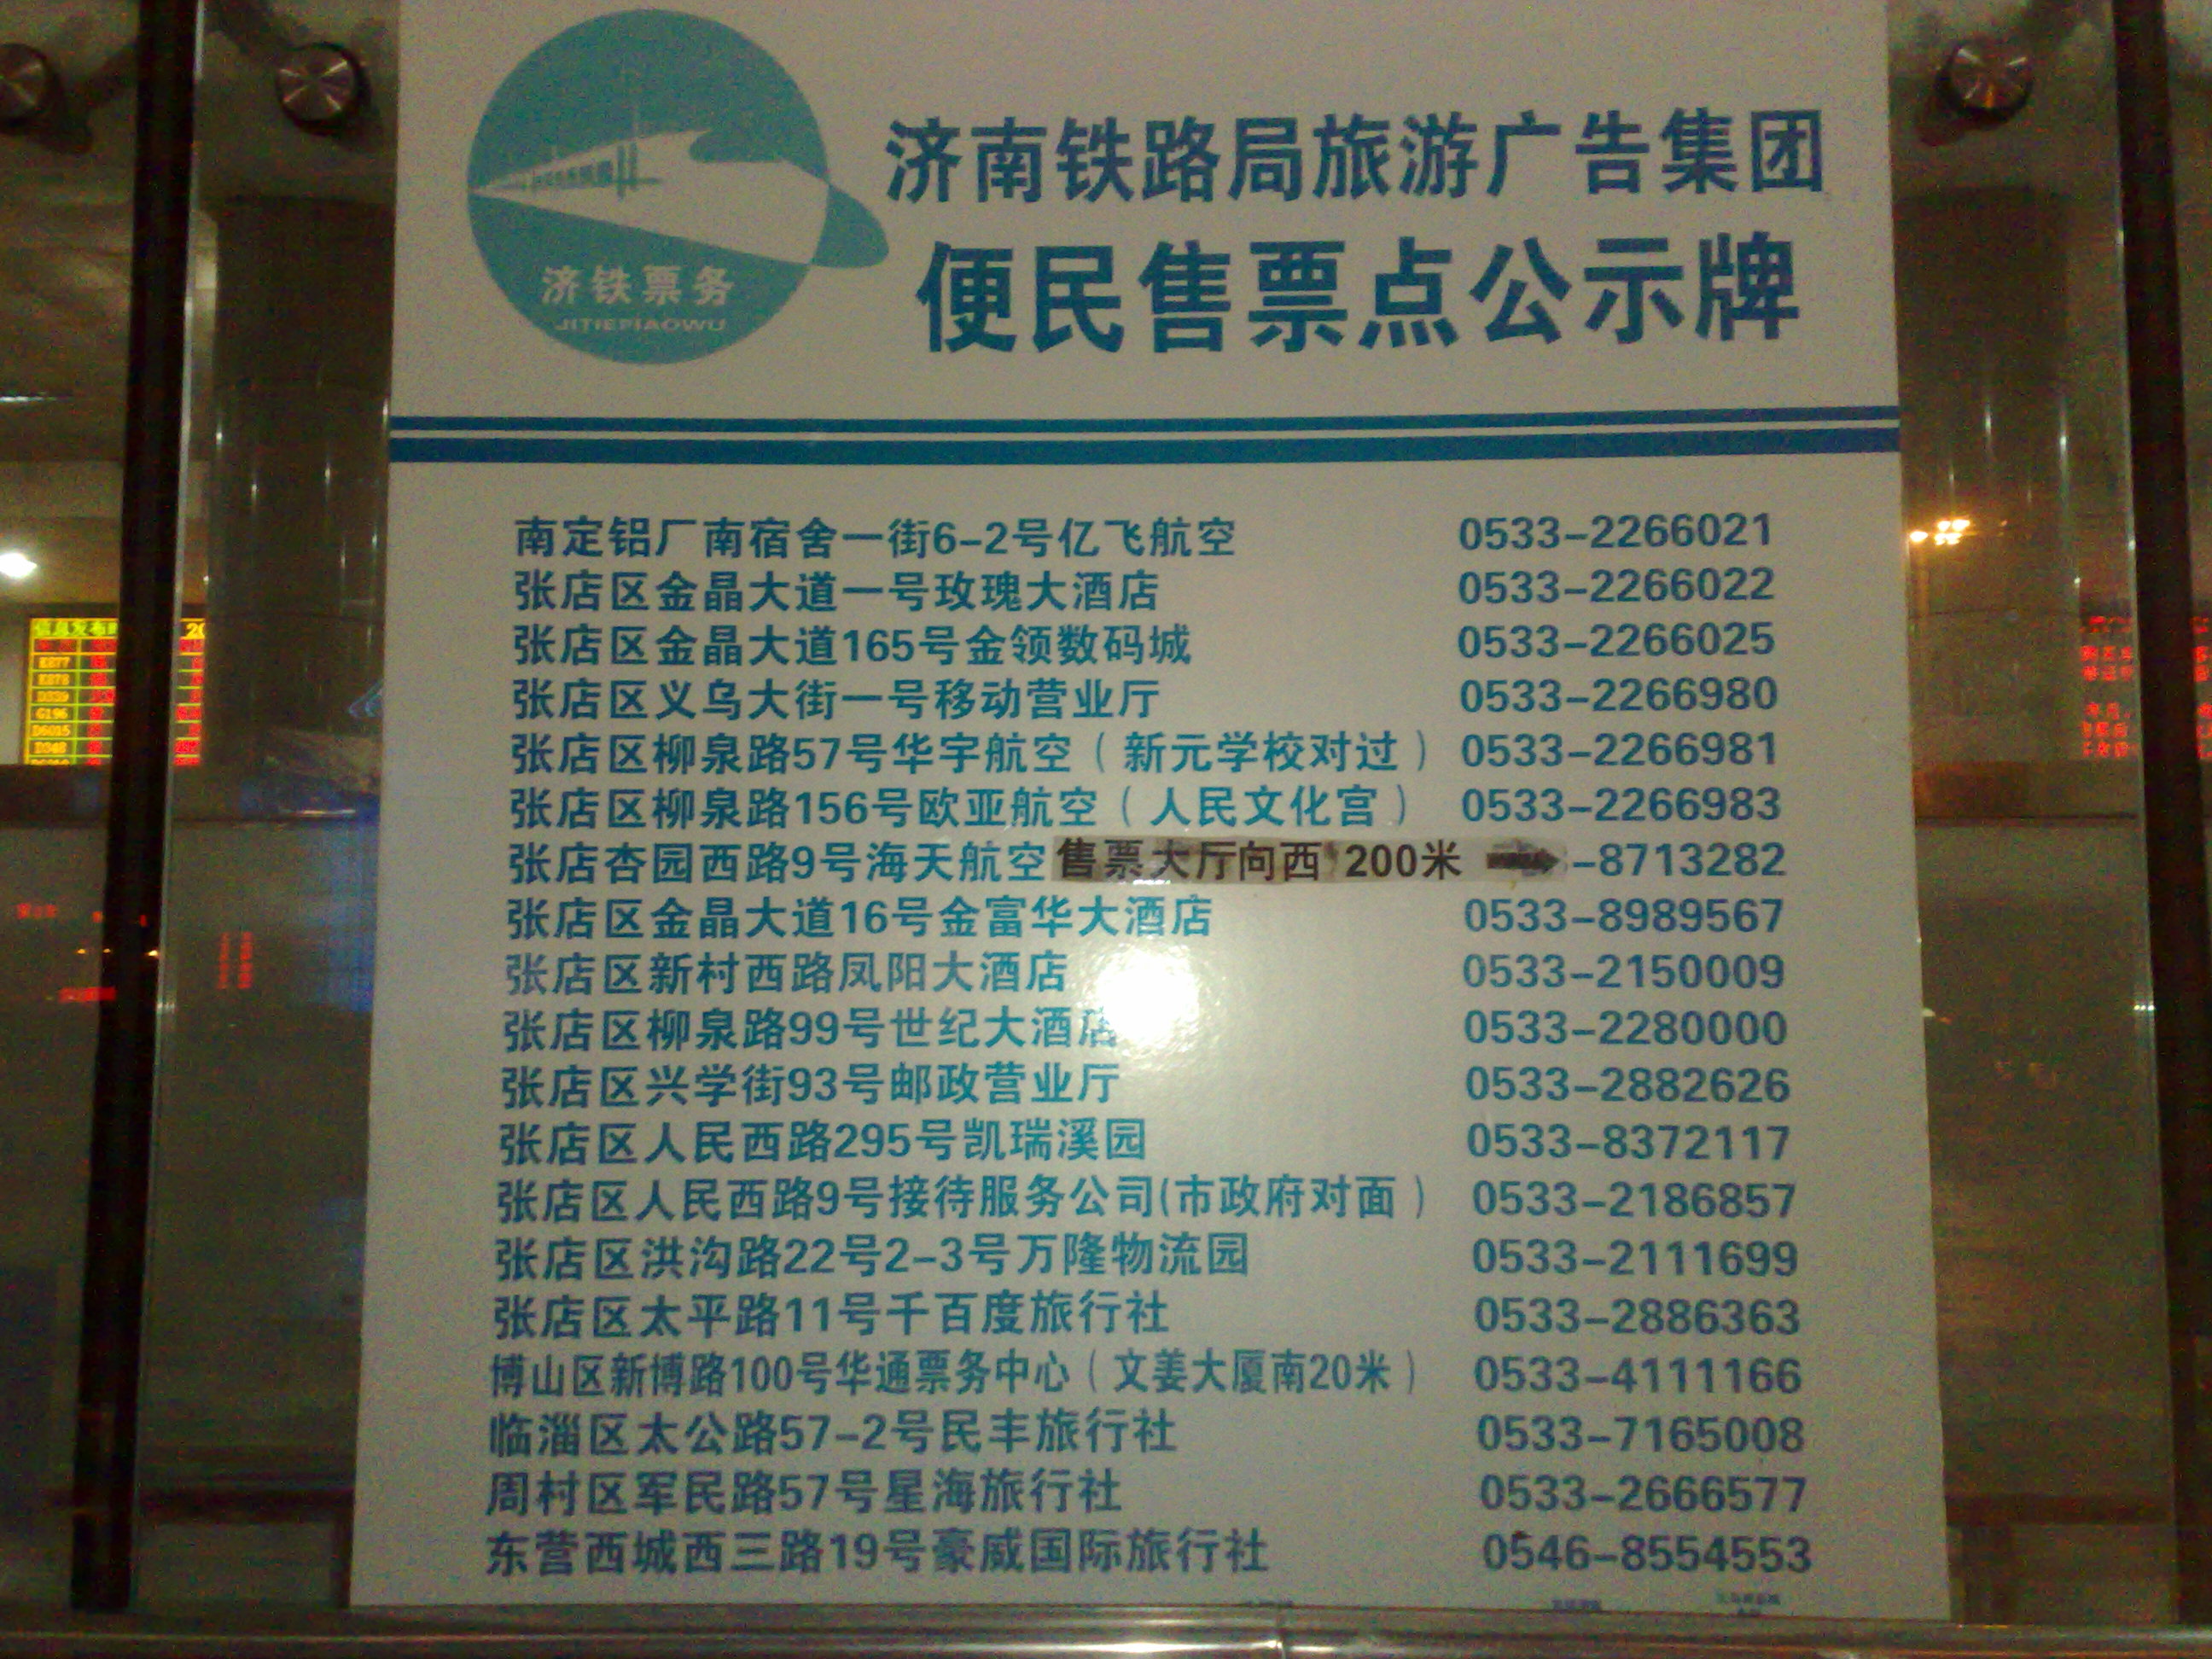 济南铁路局旅游广告集团
便民售票点公示牌
济铁票务
JITIEPIAOWU
南定铝厂南宿舍一街6-2号亿飞航空 0533-2266021
张店区金晶大道一号玫瑰大酒店 0533-2266022
张店区金晶大道165号金领数码城 0533-2266025
张店区义乌大街一号移动营业厅 0533-2266980
张店区柳泉路57号华宇航空（新元学校对过） 0533-2266981
张店区柳泉路156号欧亚航空（人民文化宫） 0533-2266983
张店杏园西路9号海天航空 售票大厅向西 200米 -8713282
张店区金晶大道16号金富华大酒店 0533-8989567
张店区新村西路凤阳大酒店 0533-2150009
张店区柳泉路99号世纪大酒店 0533-2280000
张店区兴学街93号邮政营业厅 0533-2882626
张店区人民西路295号凯瑞溪园 0533-8372117
张店区人民西路9号接待服务公司(市政府对面） 0533-2186857
张店区洪沟路22号2-3号万隆物流园 0533-2111699
张店区太平路11号千百度旅行社 0533-2886363
博山区新博路100号华通票务中心（文姜大厦南20米） 0533-4111166
临淄区太公路57-2号民丰旅行社 0533-7165008
周村区军民路57号星海旅行社 0533-2666577
东营西城西三路19号豪威国际旅行社 0546-8554553
信息发布 20
K877
K878
D339
G196
D6015
D348